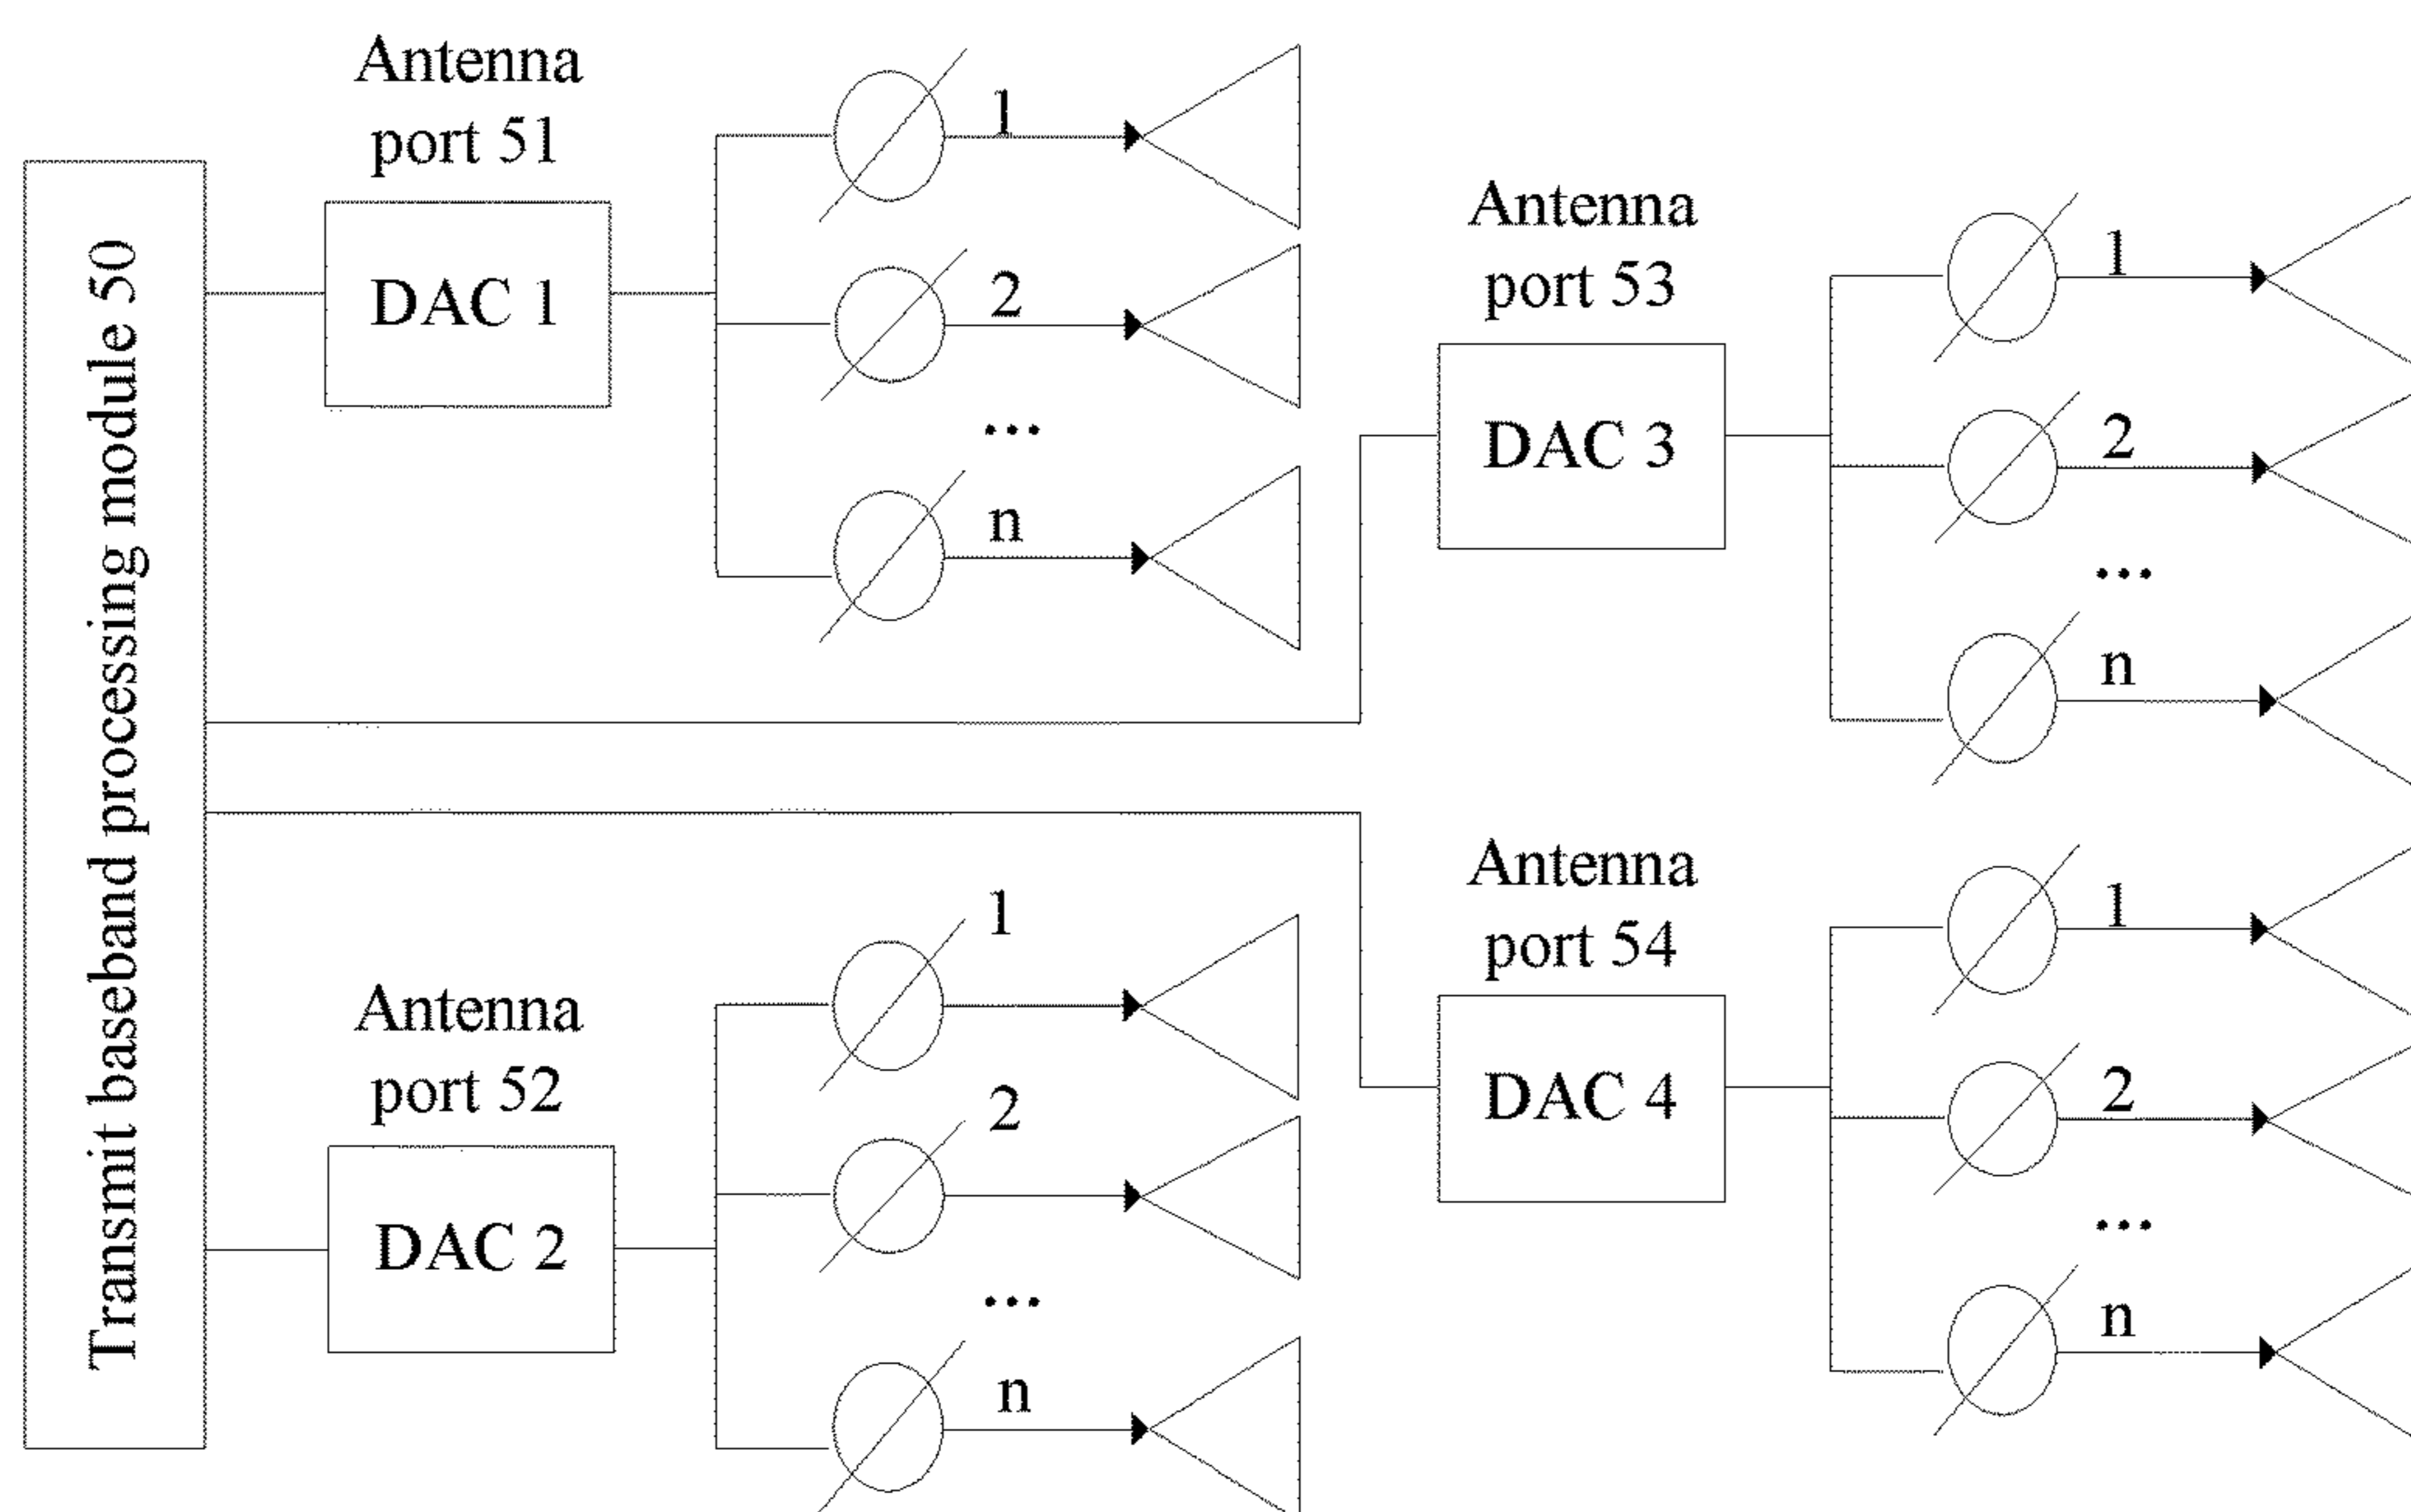 Transmit baseband processing module 50
Antenna
port 51
DAC 1
1
2
...
n
Antenna
port 53
DAC 3
1
2
...
n
Antenna
port 52
DAC 2
1
2
...
n
Antenna
port 54
DAC 4
1
2
...
n